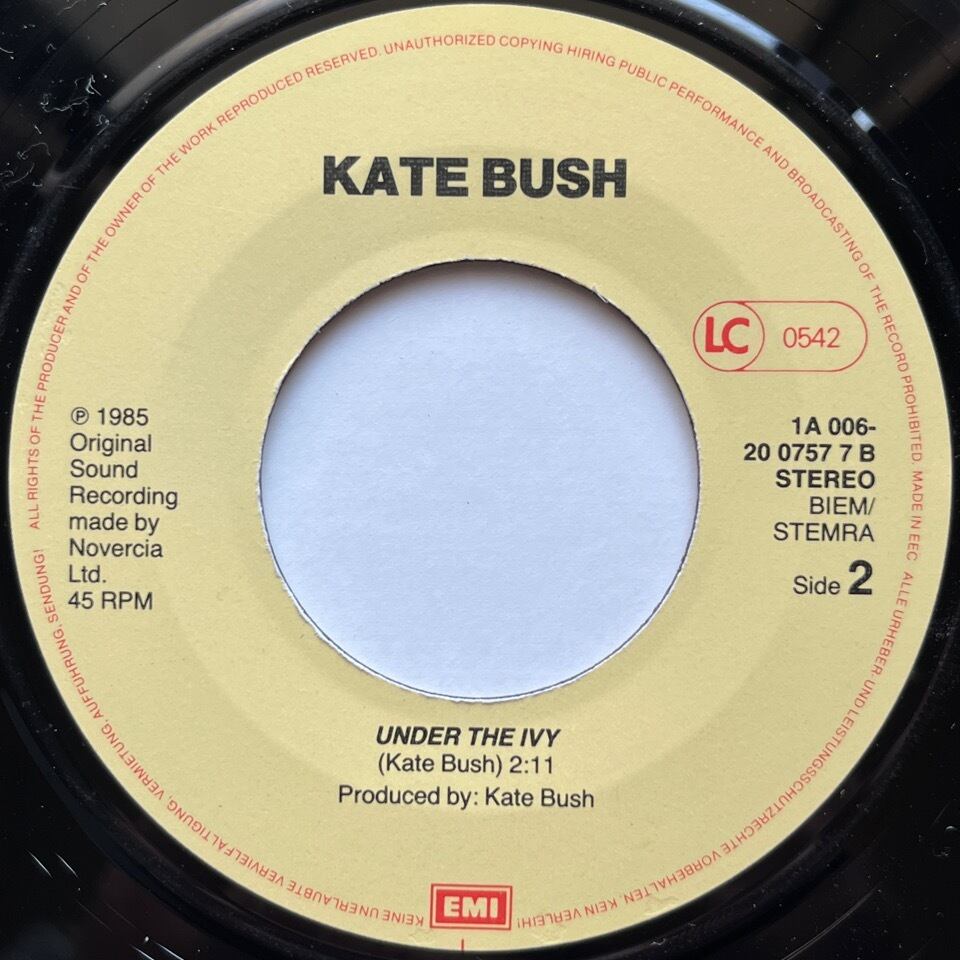 ALL RIGHTS OF THE PRODUCER AND OF THE OWNER OF THE WORK REPRODUCED RESERVED. UNAUTHORIZED COPYING HIRING PUBLIC PERFORMANCE AND BROADCASTING OF THE RECORD PROHIBITED. MADE IN EEC
KATE BUSH
LC 0542
℗ 1985
Original
Sound
Recording
made by
Novercia
Ltd.
45 RPM
1A 006-
20 0757 7 B
STEREO
BIEM/
STEMRA
Side 2
UNDER THE IVY
(Kate Bush) 2:11
Produced by: Kate Bush
ALLE URHEBER- UND LEISTUNGSSCHUTZRECHTE VORBEHALTEN. KEIN VERLEIH!
EMI
KEINE UNERLAUBTE VERVIELFÄLTIGUNG, VERMIETUNG, AUFFÜHRUNG, SENDUNG!